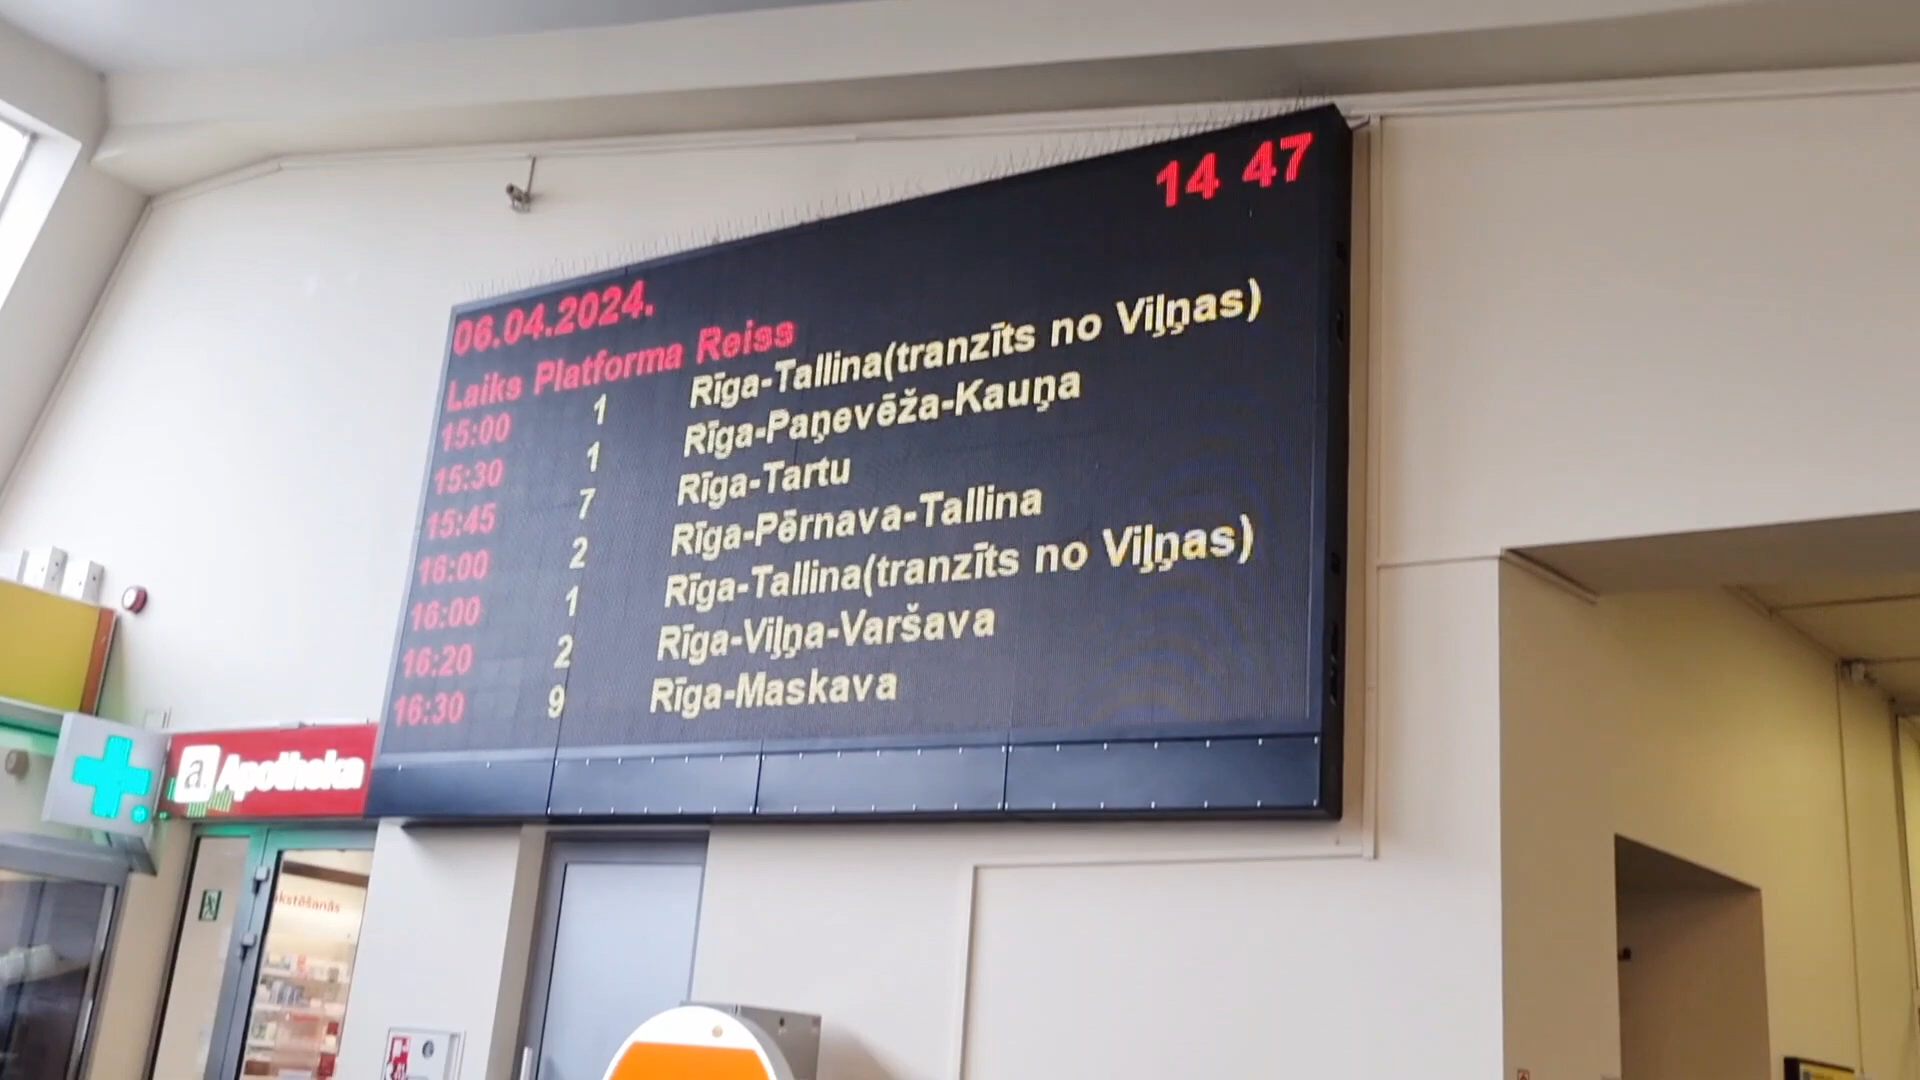 14 47
06.04.2024.
Laiks Platforma Reiss
15:00 1 Rīga-Tallina(tranzīts no Viļņas)
15:30 1 Rīga-Paņevēža-Kauņa
15:45 7 Rīga-Tartu
16:00 2 Rīga-Pērnava-Tallina
16:00 1 Rīga-Tallina(tranzīts no Viļņas)
16:20 2 Rīga-Viļņa-Varšava
16:30 9 Rīga-Maskava
a Apotheka